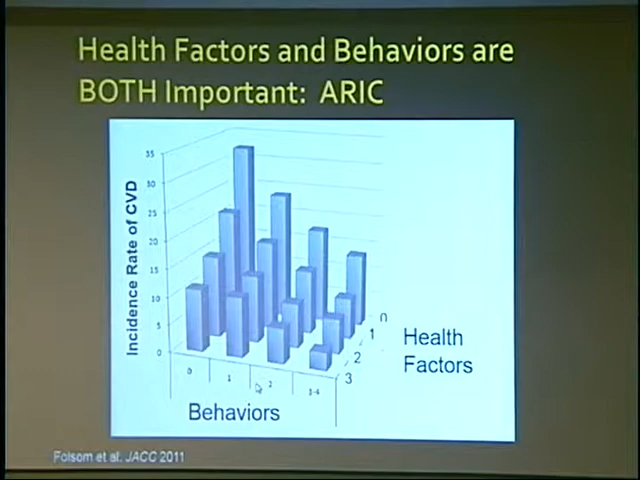 Health Factors and Behaviors are
BOTH Important: ARIC
Incidence Rate of CVD
35
30
25
20
15
10
5
0
0
1
2
3-4
Behaviors
0
1
2
3
Health
Factors
Folsom et al. JACC 2011